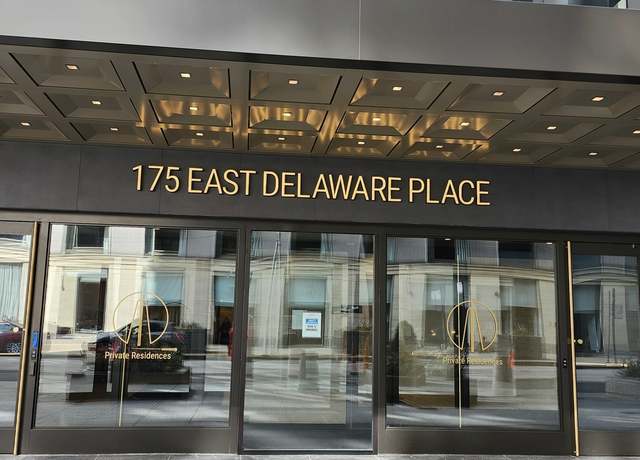 175 EAST DELAWARE PLACE
Private Residences
Private Residences